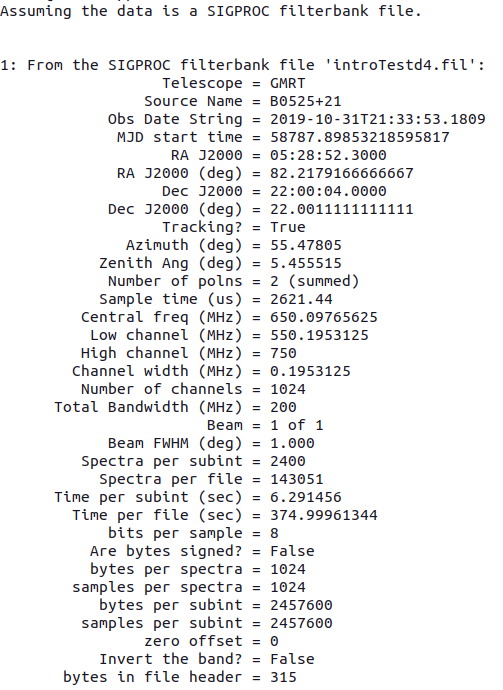 Assuming the data is a SIGPROC filterbank file.
1: From the SIGPROC filterbank file 'introTestd4.fil':
Telescope = GMRT
Source Name = B0525+21
Obs Date String = 2019-10-31T21:33:53.1809
MJD start time = 58787.89853218595817
RA J2000 = 05:28:52.3000
RA J2000 (deg) = 82.2179166666667
Dec J2000 = 22:00:04.0000
Dec J2000 (deg) = 22.0011111111111
Tracking? = True
Azimuth (deg) = 55.47805
Zenith Ang (deg) = 5.455515
Number of polns = 2 (summed)
Sample time (us) = 2621.44
Central freq (MHz) = 650.09765625
Low channel (MHz) = 550.1953125
High channel (MHz) = 750
Channel width (MHz) = 0.1953125
Number of channels = 1024
Total Bandwidth (MHz) = 200
Beam = 1 of 1
Beam FWHM (deg) = 1.000
Spectra per subint = 2400
Spectra per file = 143051
Time per subint (sec) = 6.291456
Time per file (sec) = 374.99961344
bits per sample = 8
Are bytes signed? = False
bytes per spectra = 1024
samples per spectra = 1024
bytes per subint = 2457600
samples per subint = 2457600
zero offset = 0
Invert the band? = False
bytes in file header = 315